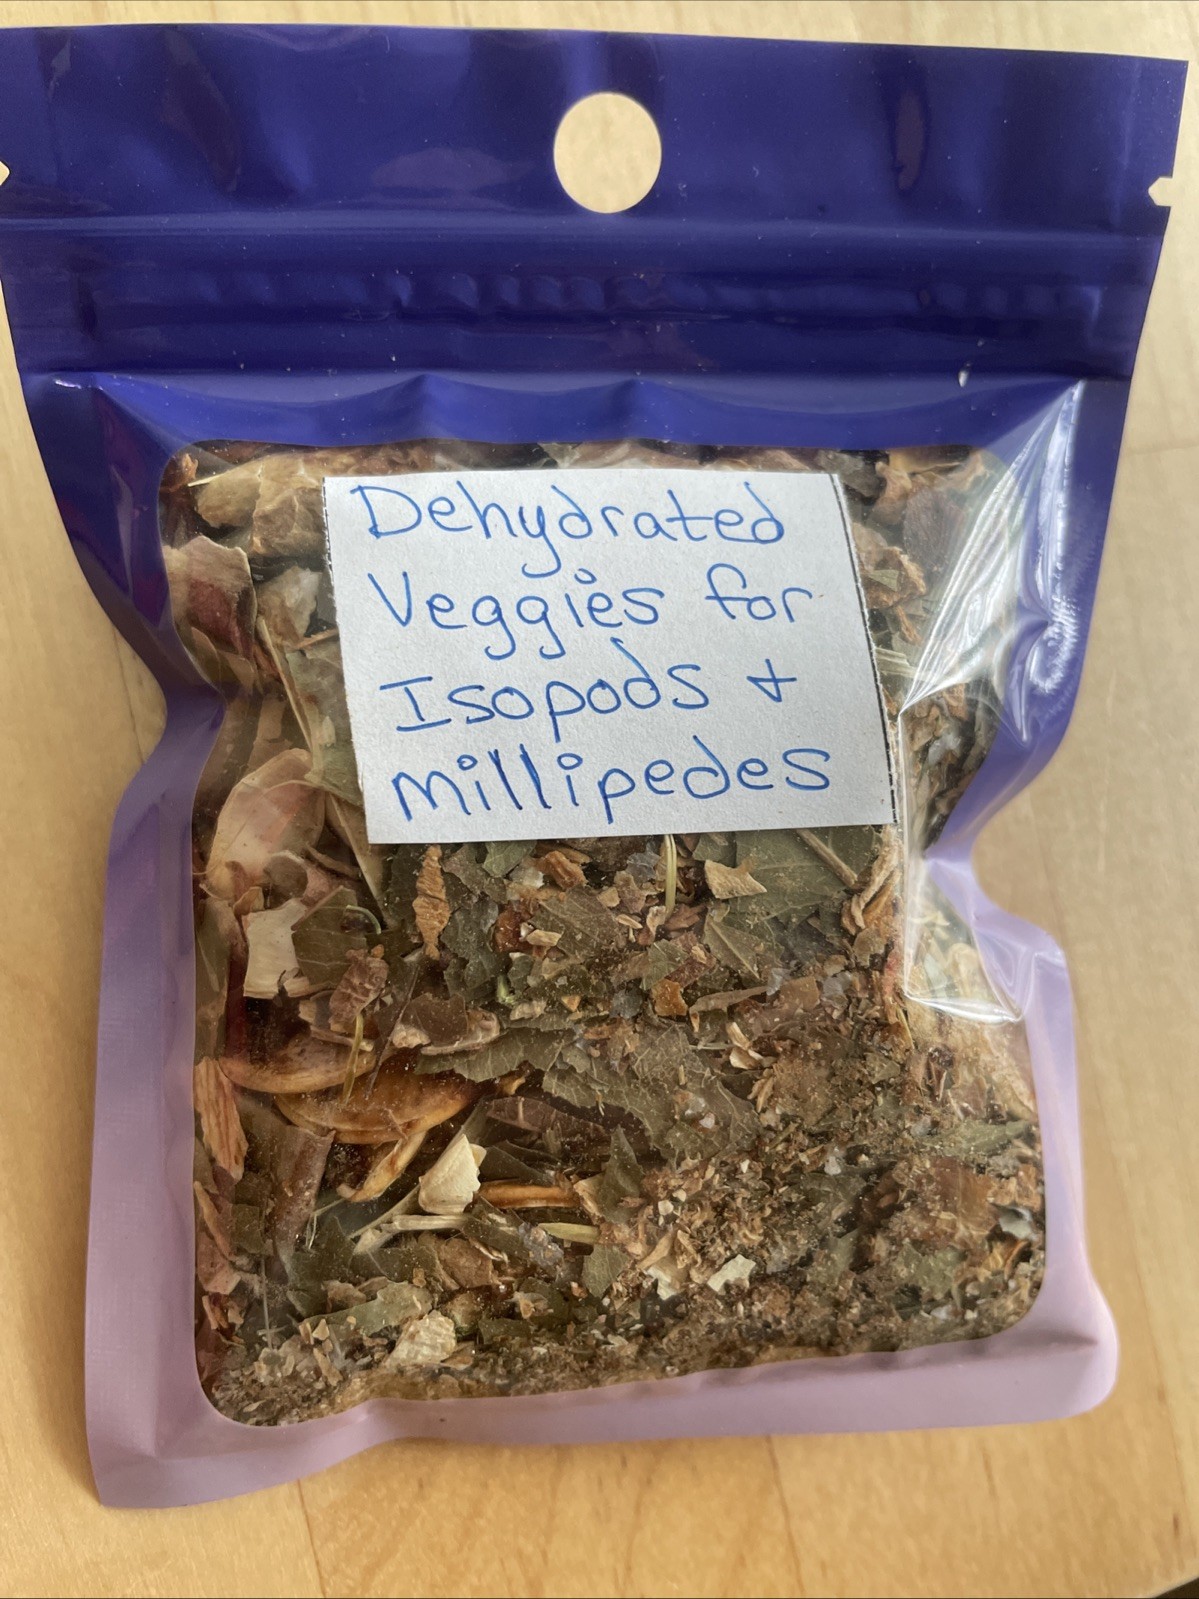 Dehydrated
Veggies for
Isopods +
Millipedes